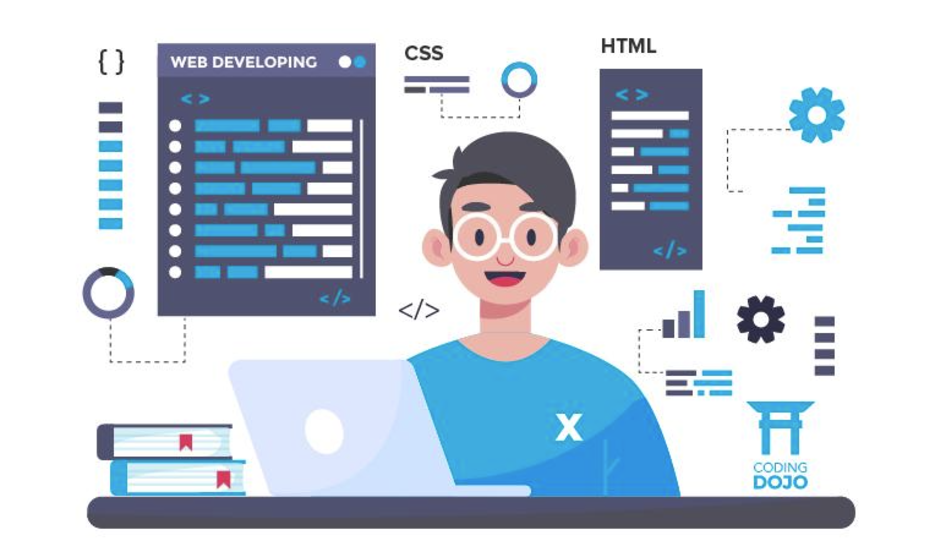 { }
WEB DEVELOPING
< >
</>
CSS
</>
HTML
< >
</>
X
CODING
DOJO